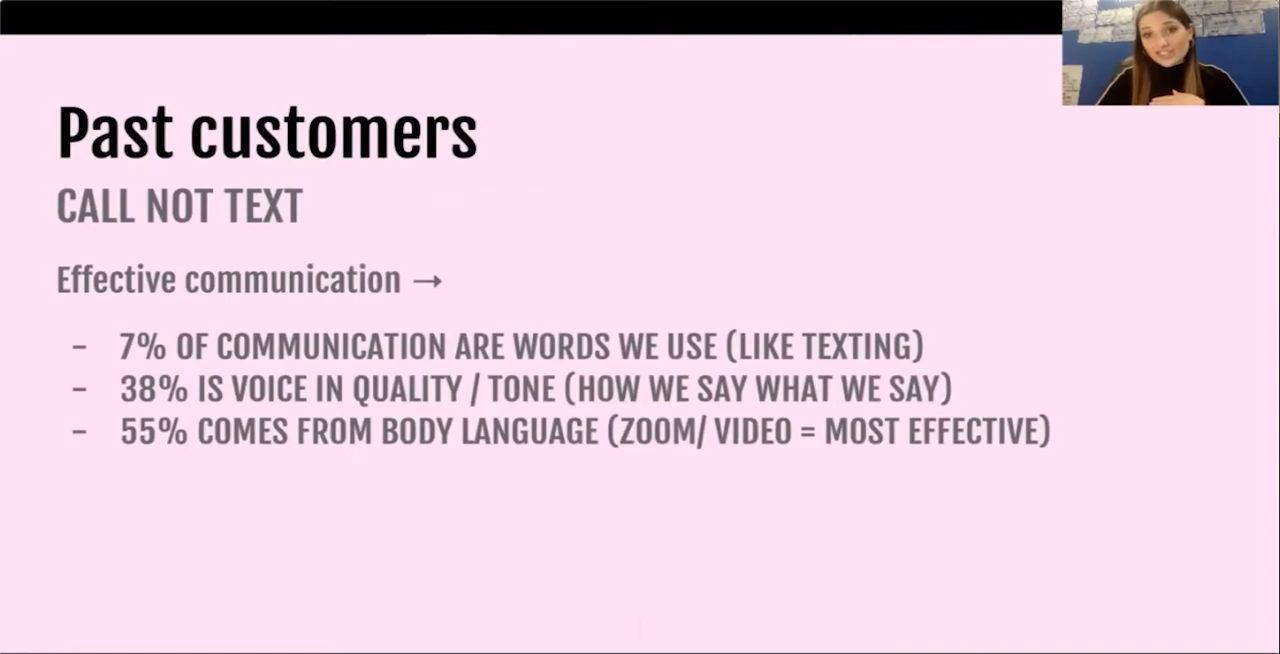 Past customers
CALL NOT TEXT
Effective communication →
- 7% OF COMMUNICATION ARE WORDS WE USE (LIKE TEXTING)
- 38% IS VOICE IN QUALITY / TONE (HOW WE SAY WHAT WE SAY)
- 55% COMES FROM BODY LANGUAGE (ZOOM/ VIDEO = MOST EFFECTIVE)